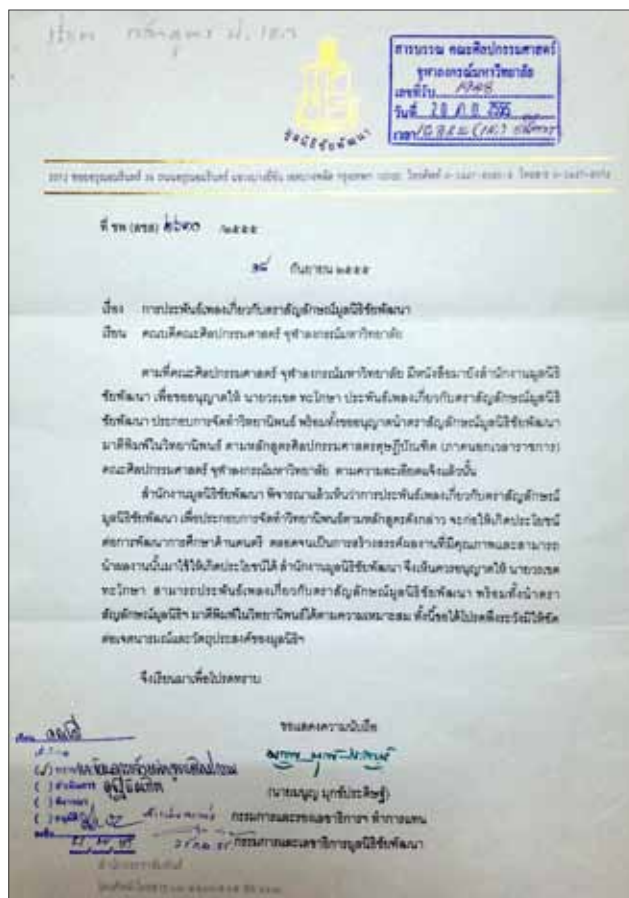 สารบรรณ คณะศิลปกรรมศาสตร์
จุฬาลงกรณ์มหาวิทยาลัย
เลขที่รับ 1948
วันที่ 20 ก.ย. 2555
เวลา
มูลนิธิชัยพัฒนา
ที่ ชพ (สชส) /๒๕๕๕
๑๘ กันยายน ๒๕๕๕
เรื่อง การประพันธ์เพลงเกี่ยวกับตราสัญลักษณ์มูลนิธิชัยพัฒนา
เรียน คณบดีคณะศิลปกรรมศาสตร์ จุฬาลงกรณ์มหาวิทยาลัย
ตามที่คณะศิลปกรรมศาสตร์ จุฬาลงกรณ์มหาวิทยาลัย มีหนังสือมายังสำนักงานมูลนิธิ
ชัยพัฒนา เพื่อขออนุญาตให้ นายวรเขต ทะโกษา ประพันธ์เพลงเกี่ยวกับตราสัญลักษณ์มูลนิธิ
ชัยพัฒนา ประกอบการจัดทำวิทยานิพนธ์ พร้อมทั้งขออนุญาตนำตราสัญลักษณ์มูลนิธิชัยพัฒนา
มาตีพิมพ์ในวิทยานิพนธ์ ตามหลักสูตรศิลปกรรมศาสตรดุษฎีบัณฑิต (ภาคนอกเวลาราชการ)
คณะศิลปกรรมศาสตร์ จุฬาลงกรณ์มหาวิทยาลัย ตามความละเอียดแจ้งแล้วนั้น
สำนักงานมูลนิธิชัยพัฒนา พิจารณาแล้วเห็นว่าการประพันธ์เพลงเกี่ยวกับตราสัญลักษณ์
มูลนิธิชัยพัฒนา เพื่อประกอบการจัดทำวิทยานิพนธ์ตามหลักสูตรดังกล่าว จะก่อให้เกิดประโยชน์
ต่อการพัฒนาการศึกษาด้านดนตรี ตลอดจนเป็นการสร้างสรรค์ผลงานที่มีคุณภาพและสามารถ
นำผลงานนั้นมาใช้ให้เกิดประโยชน์ได้ สำนักงานมูลนิธิชัยพัฒนา จึงเห็นควรอนุญาตให้ นายวรเขต
ทะโกษา สามารถประพันธ์เพลงเกี่ยวกับตราสัญลักษณ์มูลนิธิชัยพัฒนา พร้อมทั้งนำตรา
สัญลักษณ์มูลนิธิฯ มาตีพิมพ์ในวิทยานิพนธ์ได้ตามความเหมาะสม ทั้งนี้ขอได้โปรดพึงระวังมิให้ขัด
ต่อเจตนารมณ์และวัตถุประสงค์ของมูลนิธิฯ
จึงเรียนมาเพื่อโปรดทราบ
ขอแสดงความนับถือ
(นายมนูญ มุกข์ประดิษฐ์)
กรรมการและรองเลขาธิการฯ ทำการแทน
กรรมการและเลขาธิการมูลนิธิชัยพัฒนา
เรียน คณบดี